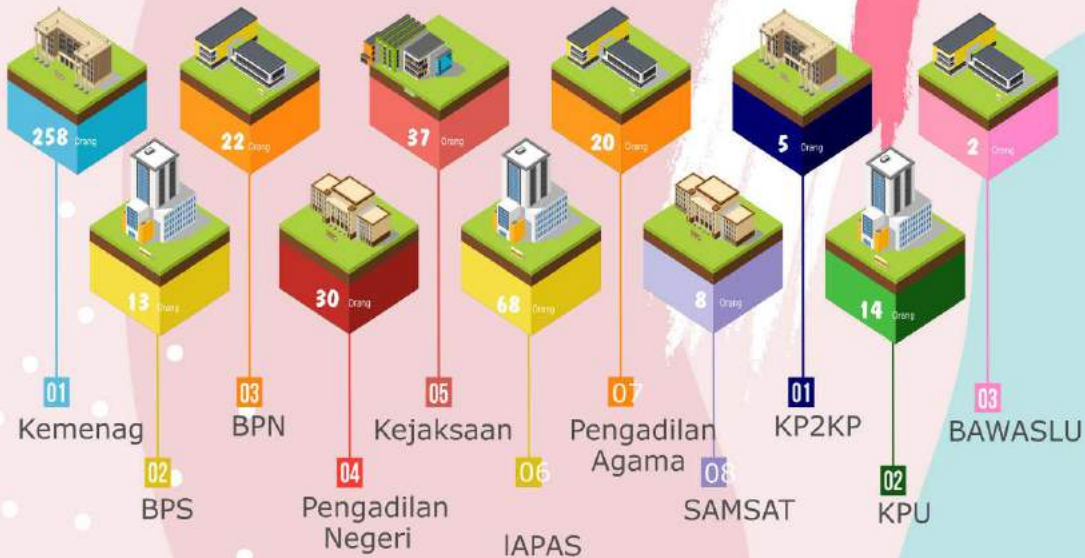 258 Orang
22 Orang
37 Orang
20 Orang
5 Orang
2 Orang
13 Orang
30 Orang
68 Orang
8 Orang
14 Orang
01
Kemenag
03
BPN
05
Kejaksaan
07
Pengadilan
Agama
01
KP2KP
03
BAWASLU
02
BPS
04
Pengadilan
Negeri
06
lAPAS
08
SAMSAT
02
KPU